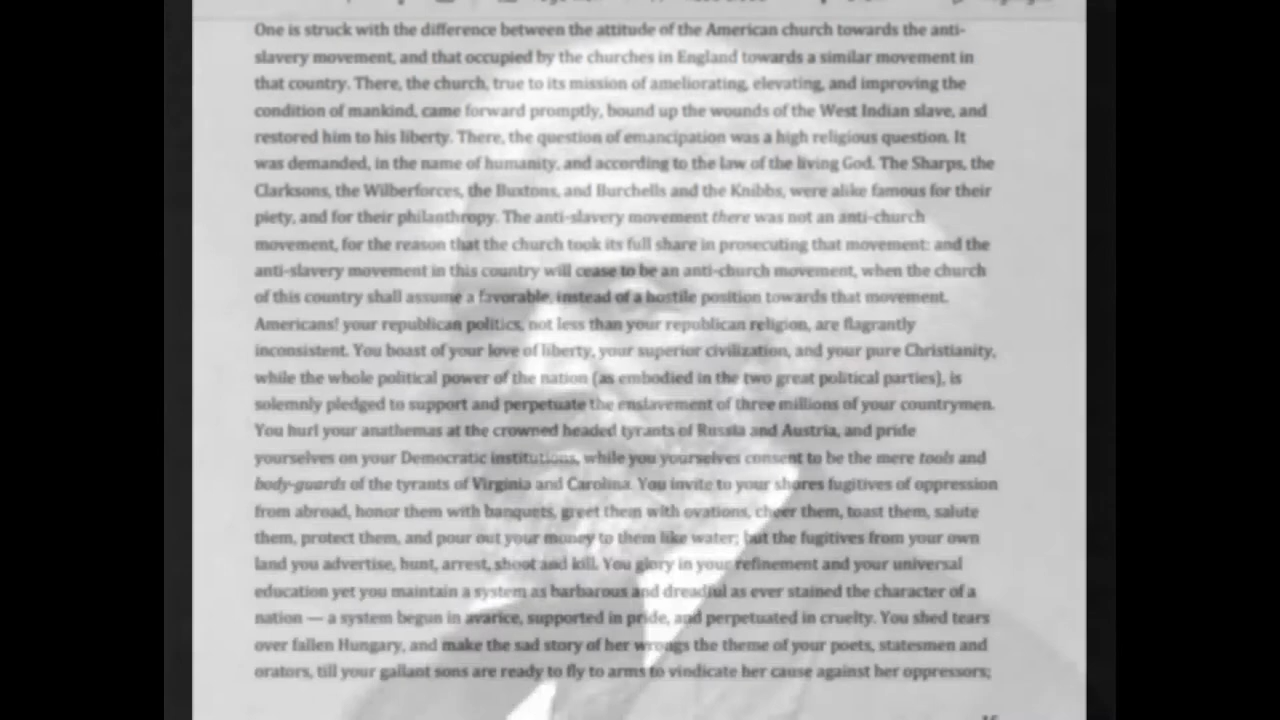 One is struck with the difference between the attitude of the American church towards the anti-
slavery movement, and that occupied by the churches in England towards a similar movement in
that country. There, the church, true to its mission of ameliorating, elevating, and improving the
condition of mankind, came forward promptly, bound up the wounds of the West Indian slave, and
restored him to his liberty. There, the question of emancipation was a high religious question. It
was demanded, in the name of humanity, and according to the law of the living God. The Sharps, the
Clarksons, the Wilberforces, the Buxtons, and Burchells and the Knibbs, were alike famous for their
piety, and for their philanthropy. The anti-slavery movement there was not an anti-church
movement, for the reason that the church took its full share in prosecuting that movement: and the
anti-slavery movement in this country will cease to be an anti-church movement, when the church
of this country shall assume a favorable, instead of a hostile position towards that movement.
Americans! your republican politics, not less than your republican religion, are flagrantly
inconsistent. You boast of your love of liberty, your superior civilization, and your pure Christianity,
while the whole political power of the nation (as embodied in the two great political parties), is
solemnly pledged to support and perpetuate the enslavement of three millions of your countrymen.
You hurl your anathemas at the crowned headed tyrants of Russia and Austria, and pride
yourselves on your Democratic institutions, while you yourselves consent to be the mere tools and
body-guards of the tyrants of Virginia and Carolina. You invite to your shores fugitives of oppression
from abroad, honor them with banquets, greet them with ovations, cheer them, toast them, salute
them, protect them, and pour out your money to them like water; but the fugitives from your own
land you advertise, hunt, arrest, shoot and kill. You glory in your refinement and your universal
education yet you maintain a system as barbarous and dreadful as ever stained the character of a
nation — a system begun in avarice, supported in pride, and perpetuated in cruelty. You shed tears
over fallen Hungary, and make the sad story of her wrongs the theme of your poets, statesmen and
orators, till your gallant sons are ready to fly to arms to vindicate her cause against her oppressors;